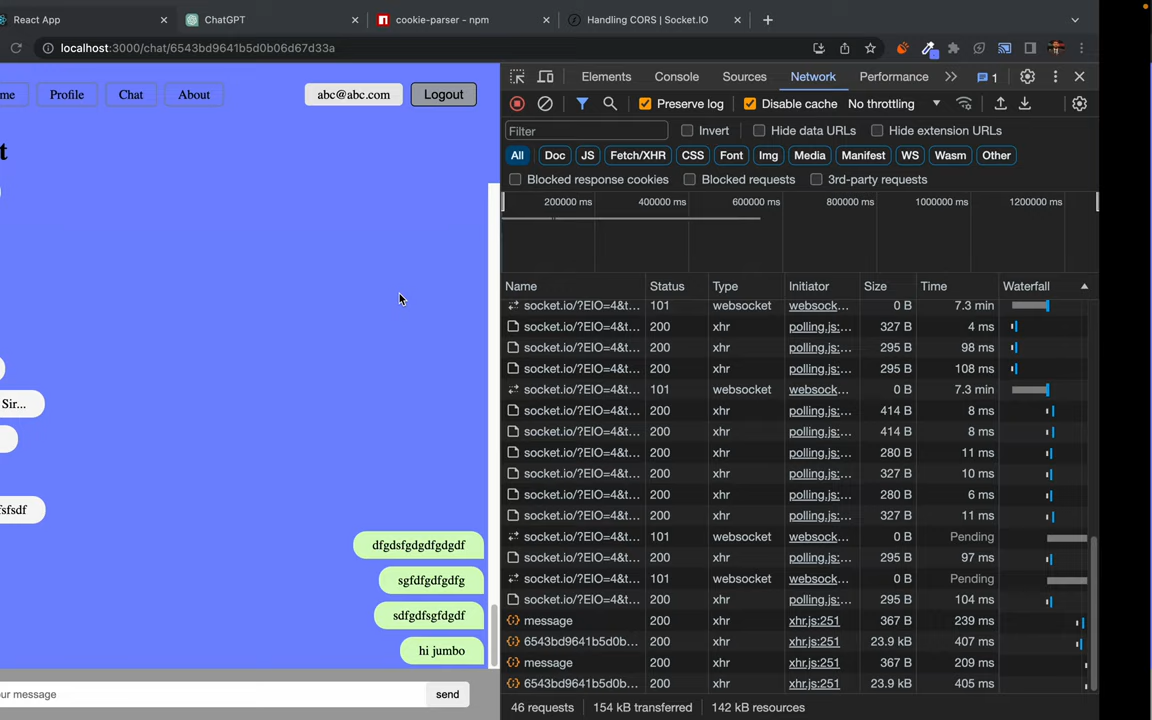 React App
ChatGPT
cookie-parser - npm
Handling CORS | Socket.IO
localhost:3000/chat/6543bd9641b5d0b06d67d33a
me
Profile
Chat
About
abc@abc.com
Logout
t
Sir...
fsfsdf
dfgdsfgdgdfgdgdf
sgfdfgdfgdfg
sdfgdfsgfdgdf
hi jumbo
ur message
send
Elements
Console
Sources
Network
Performance
1
Preserve log
Disable cache
No throttling
Filter
Invert
Hide data URLs
Hide extension URLs
All
Doc
JS
Fetch/XHR
CSS
Font
Img
Media
Manifest
WS
Wasm
Other
Blocked response cookies
Blocked requests
3rd-party requests
200000 ms
400000 ms
600000 ms
800000 ms
1000000 ms
1200000 ms
Name Status Type Initiator Size Time Waterfall
socket.io/?EIO=4&t... 101 websocket websock... 0 B 7.3 min
socket.io/?EIO=4&t... 200 xhr polling.js:... 327 B 4 ms
socket.io/?EIO=4&t... 200 xhr polling.js:... 295 B 98 ms
socket.io/?EIO=4&t... 200 xhr polling.js:... 295 B 108 ms
socket.io/?EIO=4&t... 101 websocket websock... 0 B 7.3 min
socket.io/?EIO=4&t... 200 xhr polling.js:... 414 B 8 ms
socket.io/?EIO=4&t... 200 xhr polling.js:... 414 B 8 ms
socket.io/?EIO=4&t... 200 xhr polling.js:... 280 B 11 ms
socket.io/?EIO=4&t... 200 xhr polling.js:... 327 B 10 ms
socket.io/?EIO=4&t... 200 xhr polling.js:... 280 B 6 ms
socket.io/?EIO=4&t... 200 xhr polling.js:... 327 B 11 ms
socket.io/?EIO=4&t... 101 websocket websock... 0 B Pending
socket.io/?EIO=4&t... 200 xhr polling.js:... 295 B 97 ms
socket.io/?EIO=4&t... 101 websocket websock... 0 B Pending
socket.io/?EIO=4&t... 200 xhr polling.js:... 295 B 104 ms
message 200 xhr xhr.js:251 367 B 239 ms
6543bd9641b5d0b... 200 xhr xhr.js:251 23.9 kB 407 ms
message 200 xhr xhr.js:251 367 B 209 ms
6543bd9641b5d0b... 200 xhr xhr.js:251 23.9 kB 405 ms
46 requests
154 kB transferred
142 kB resources